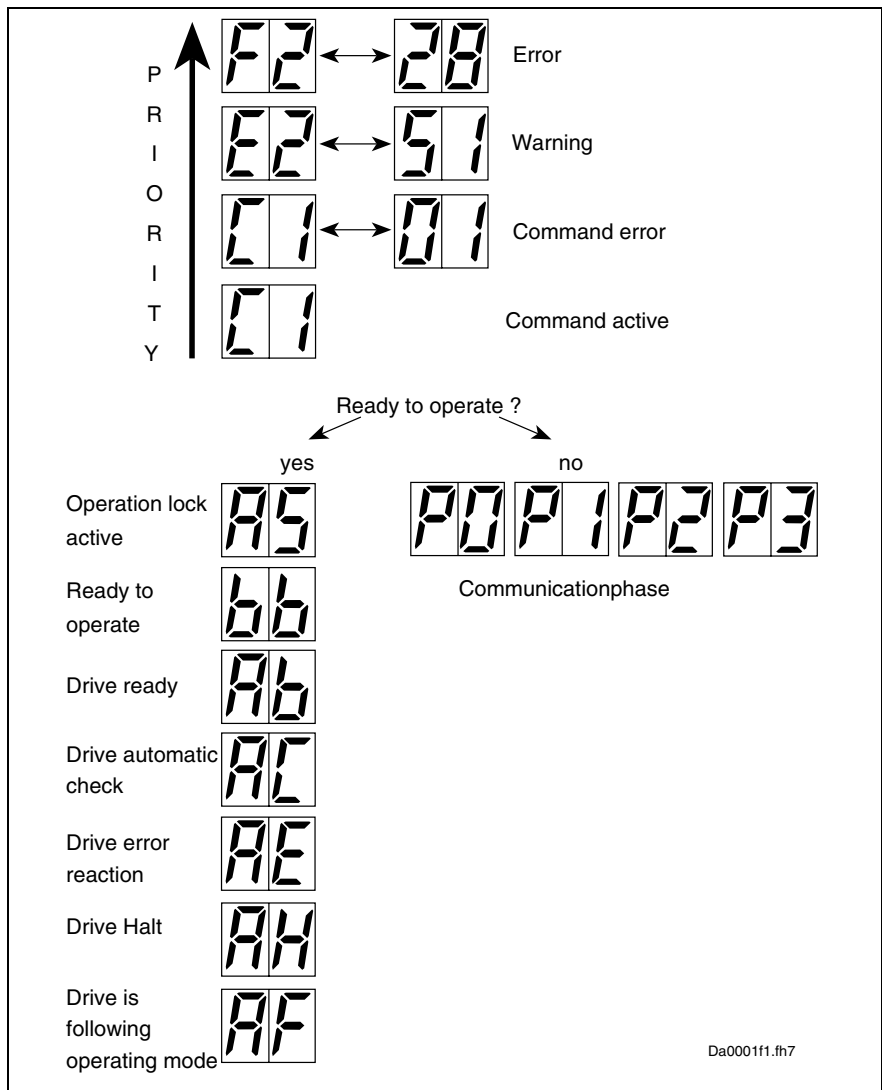 F2 28 Error
E2 51 Warning
C1 01 Command error
C1 Command active
PRIORITY
Ready to operate ?
yes no
Operation lock
active
A5
P0 P1 P2 P3
Communicationphase
Ready to
operate
bb
Drive ready
Ab
Drive automatic
check
AC
Drive error
reaction
AE
Drive Halt
AH
Drive is
following
operating mode
AF
Da0001f1.fh7